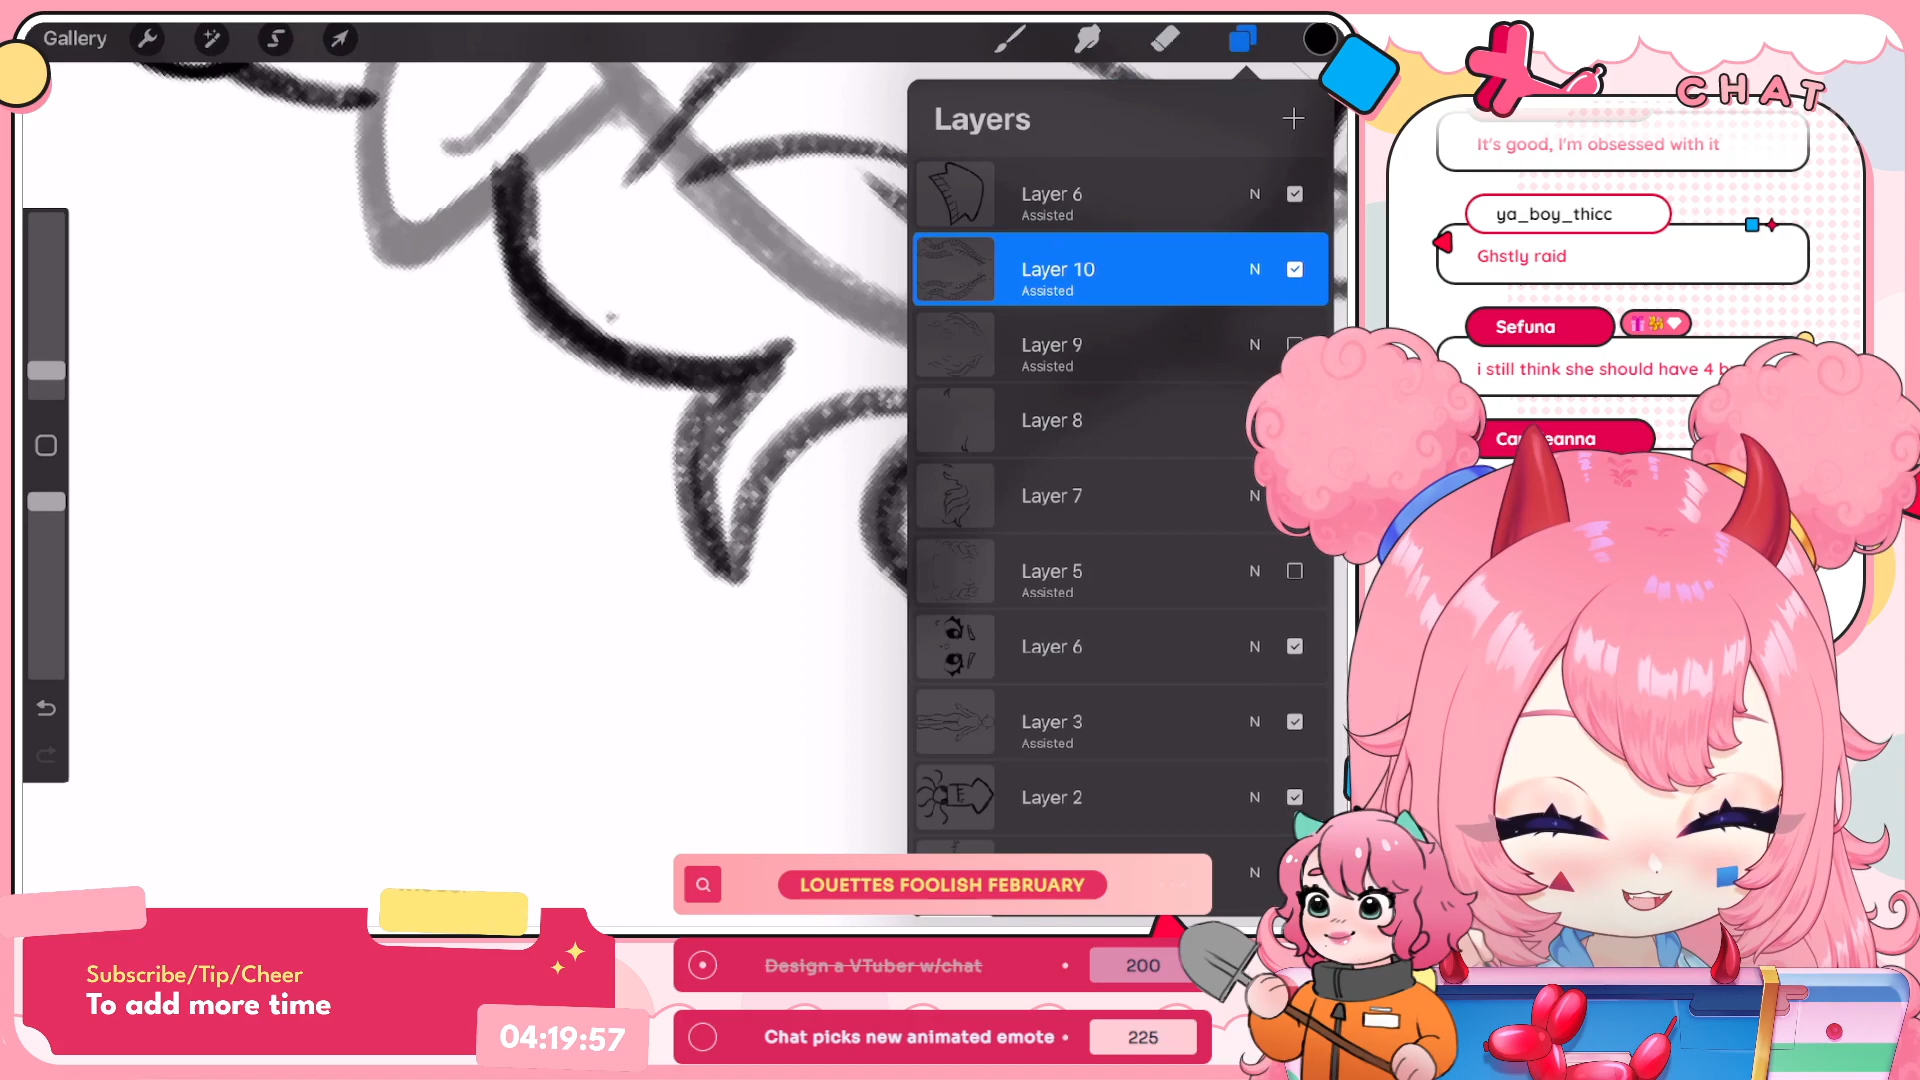 Gallery
Layers
Layer 6
Assisted
N
Layer 10
Assisted
N
Layer 9
Assisted
N
Layer 8
Layer 7
N
Layer 5
Assisted
N
Layer 6
N
Layer 3
Assisted
N
Layer 2
N
N
CHAT
It's good, I'm obsessed with it
ya_boy_thicc
Ghstly raid
Sefuna
i still think she should have 4
LOUETTES FOOLISH FEBRUARY
Design a VTuber w/chat • 200
Chat picks new animated emote • 225
Subscribe/Tip/Cheer
To add more time
04:19:57